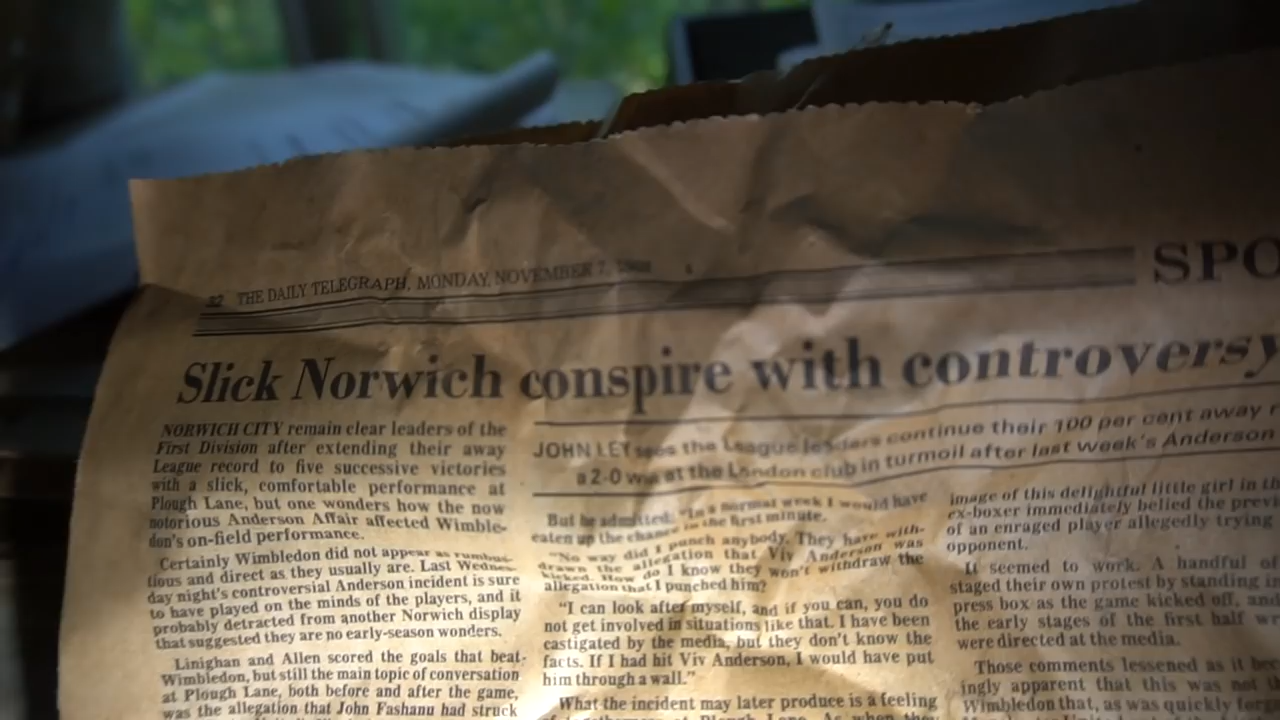 32 THE DAILY TELEGRAPH, MONDAY, NOVEMBER 7,
SPO
Slick Norwich conspire with controversy
NORWICH CITY remain clear leaders of the
First Division after extending their away
League record to five successive victories
with a slick, comfortable performance at
Plough Lane, but one wonders how the now
notorious Anderson Affair affected Wimble-
don's on-field performance.
Certainly Wimbledon did not appear as rumbus-
tious and direct as they usually are. Last Wednes-
day night's controversial Anderson incident is sure
to have played on the minds of the players, and it
probably detracted from another Norwich display
that suggested they are no early-season wonders.
Linighan and Allen scored the goals that beat
Wimbledon, but still the main topic of conversation
at Plough Lane, both before and after the game,
was the allegation that John Fashanu had struck
JOHN LEY sees the League leaders continue their 100 per cent away r
a 2-0 win at the London club in turmoil after last week's Anderson
But he admitted: "In a normal week I would have
eaten up the chance in the first minute.
"No way did I punch anybody. They have with-
drawn the allegation that Viv Anderson was
kicked. How do I know they won't withdraw the
allegation that I punched him?
"I can look after myself, and if you can, you do
not get involved in situations like that. I have been
castigated by the media, but they don't know the
facts. If I had hit Viv Anderson, I would have put
him through a wall."
What the incident may later produce is a feeling
of togetherness at Plough Lane. As when they
image of this delightful little girl in th
ex-boxer immediately belied the previ
of an enraged player allegedly trying
opponent.
It seemed to work. A handful of
staged their own protest by standing in
press box as the game kicked off, and
the early stages of the first half wr
were directed at the media.
Those comments lessened as it bec
ingly apparent that this was not th
Wimbledon that, as was quickly forg